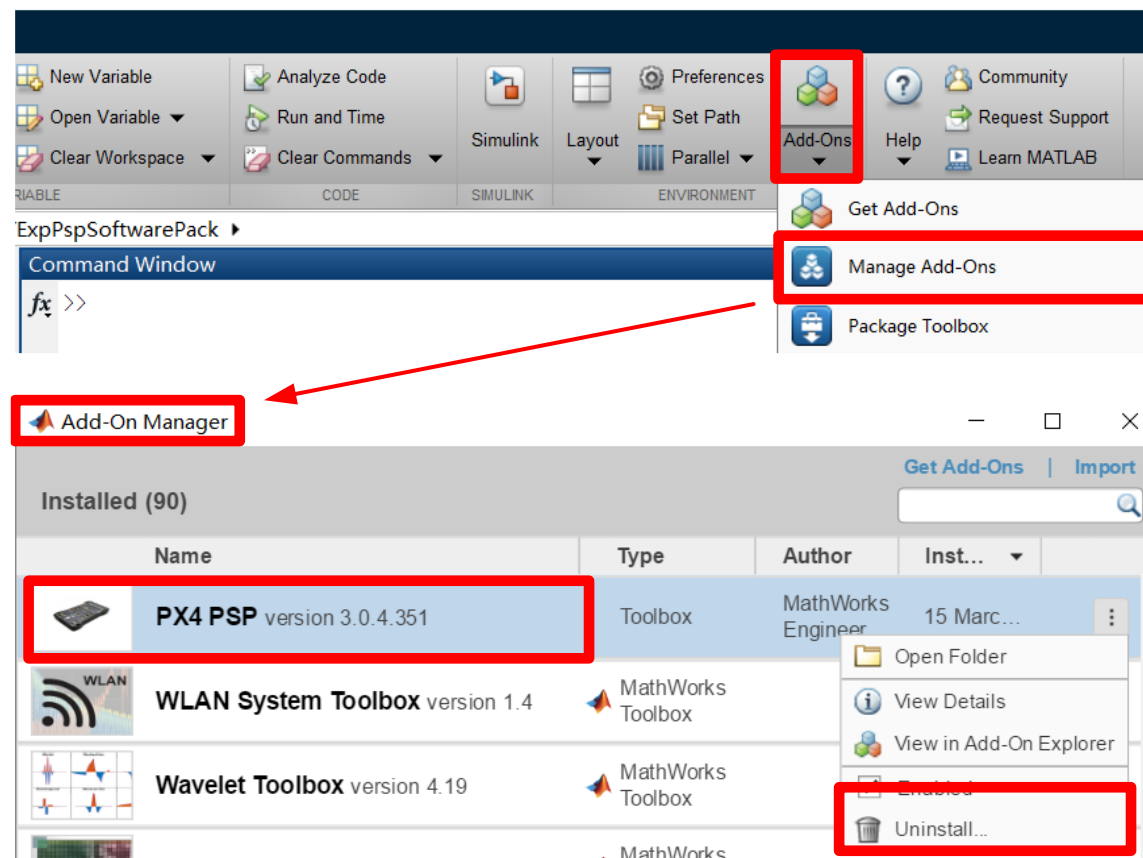 New Variable
Analyze Code
Preferences
Community
Open Variable
Run and Time
Set Path
Request Support
Clear Workspace
Clear Commands
Simulink
Layout
Parallel
Add-Ons
Help
Learn MATLAB
RIABLE
CODE
SIMULINK
ENVIRONMENT
Get Add-Ons
ExpPspSoftwarePack
Command Window
Manage Add-Ons
fx >>
Package Toolbox
Add-On Manager
Get Add-Ons | Import
Installed (90)
Name Type Author Inst...
PX4 PSP version 3.0.4.351 Toolbox
MathWorks
Engineer
15 Marc...
Open Folder
WLAN
WLAN System Toolbox version 1.4
MathWorks
Toolbox
View Details
View in Add-On Explorer
Wavelet Toolbox version 4.19
MathWorks
Toolbox
Enabled
Uninstall...
MathWorks